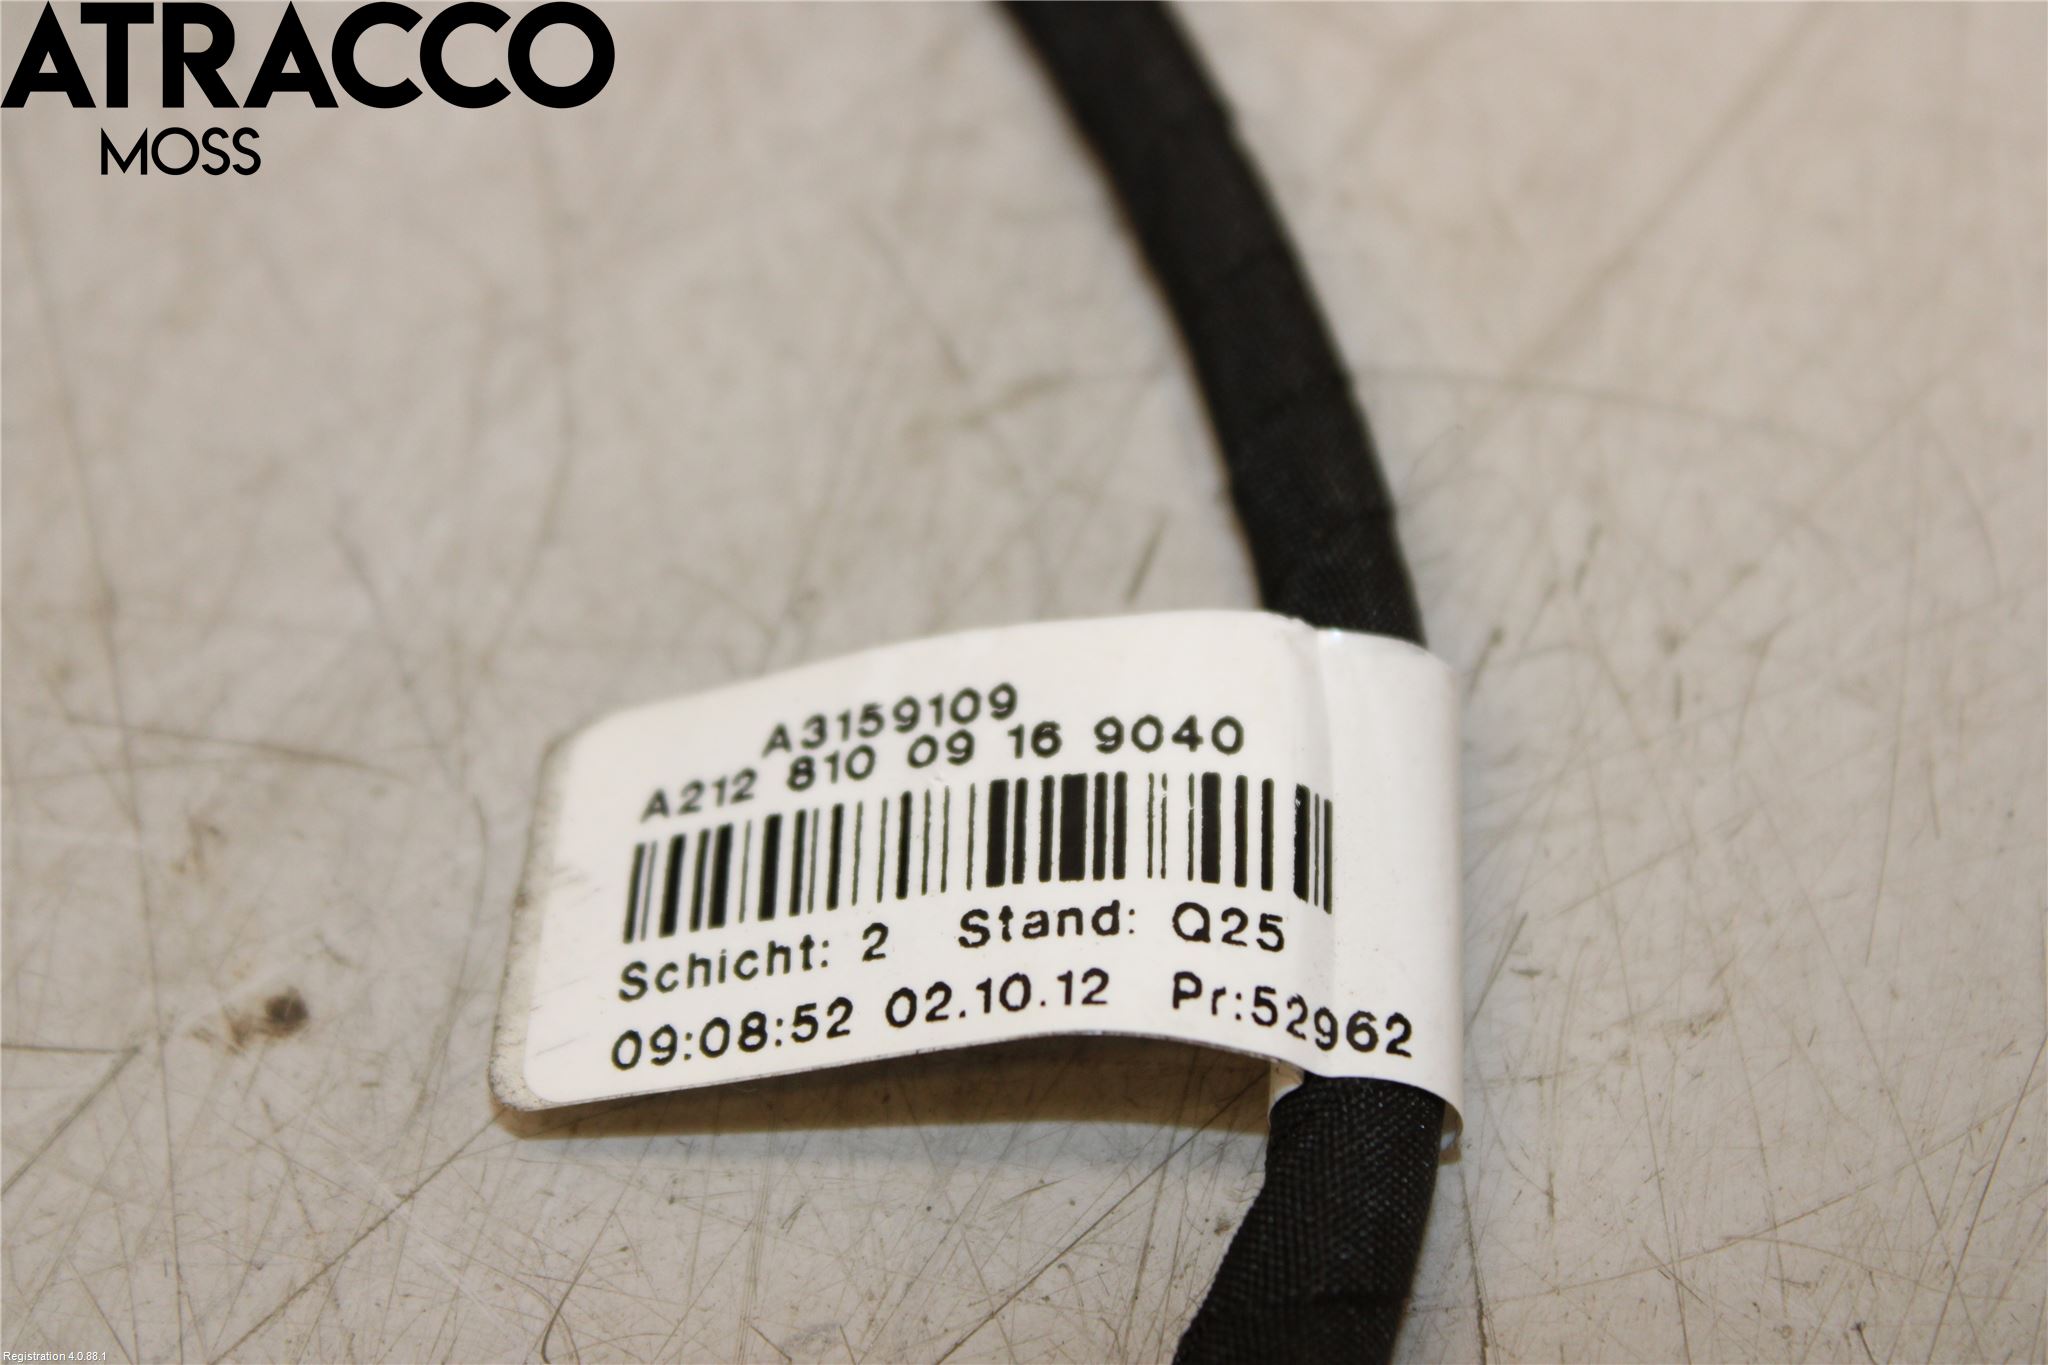 ATRACCO
MOSS
A3159109
A212 810 09 16 9040
Schicht: 2 Stand: Q25
09:08:52 02.10.12 Pr:52962
Registration 4.0.88.1